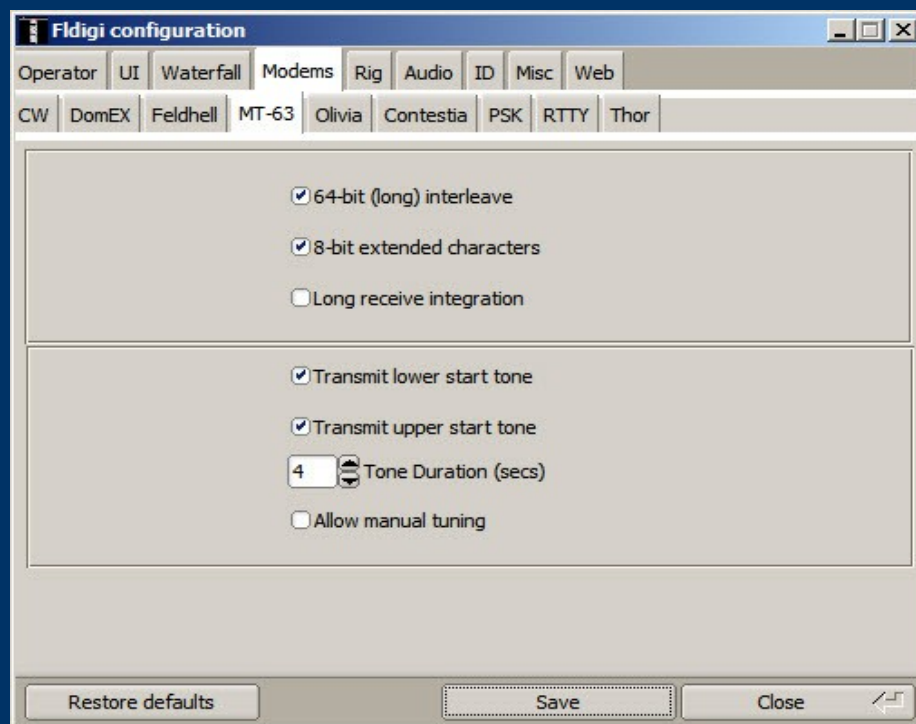 Fldigi configuration
Operator UI Waterfall Modems Rig Audio ID Misc Web
CW DomEX Feldhell MT-63 Olivia Contestia PSK RTTY Thor
64-bit (long) interleave
8-bit extended characters
Long receive integration
Transmit lower start tone
Transmit upper start tone
4 Tone Duration (secs)
Allow manual tuning
Restore defaults Save Close